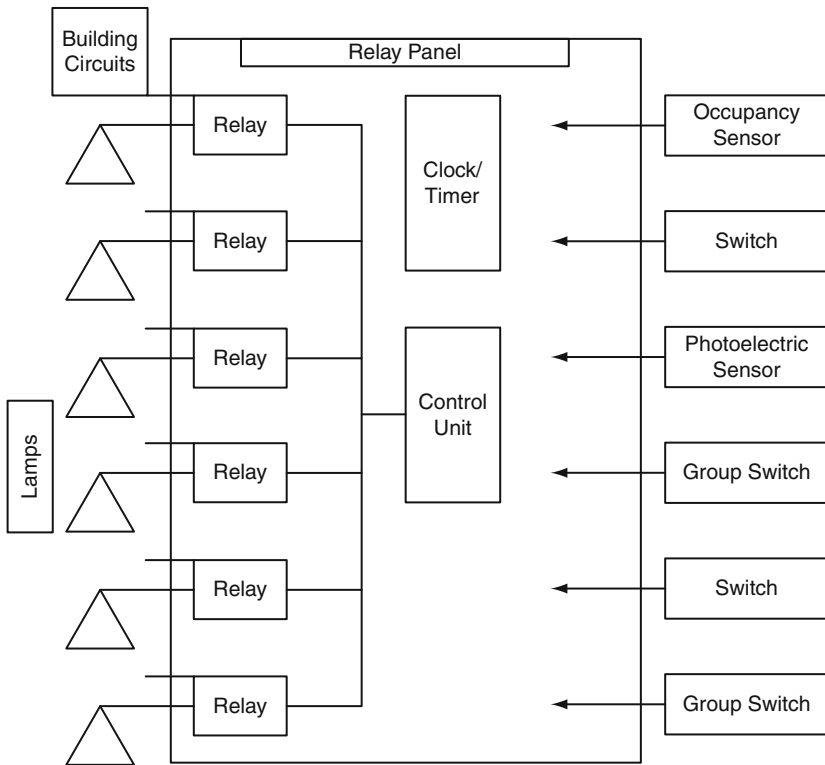 Building
Circuits
Relay Panel
Relay
Clock/
Timer
Occupancy
Sensor
Relay
Switch
Relay
Photoelectric
Sensor
Control
Unit
Lamps
Relay
Group Switch
Relay
Switch
Relay
Group Switch